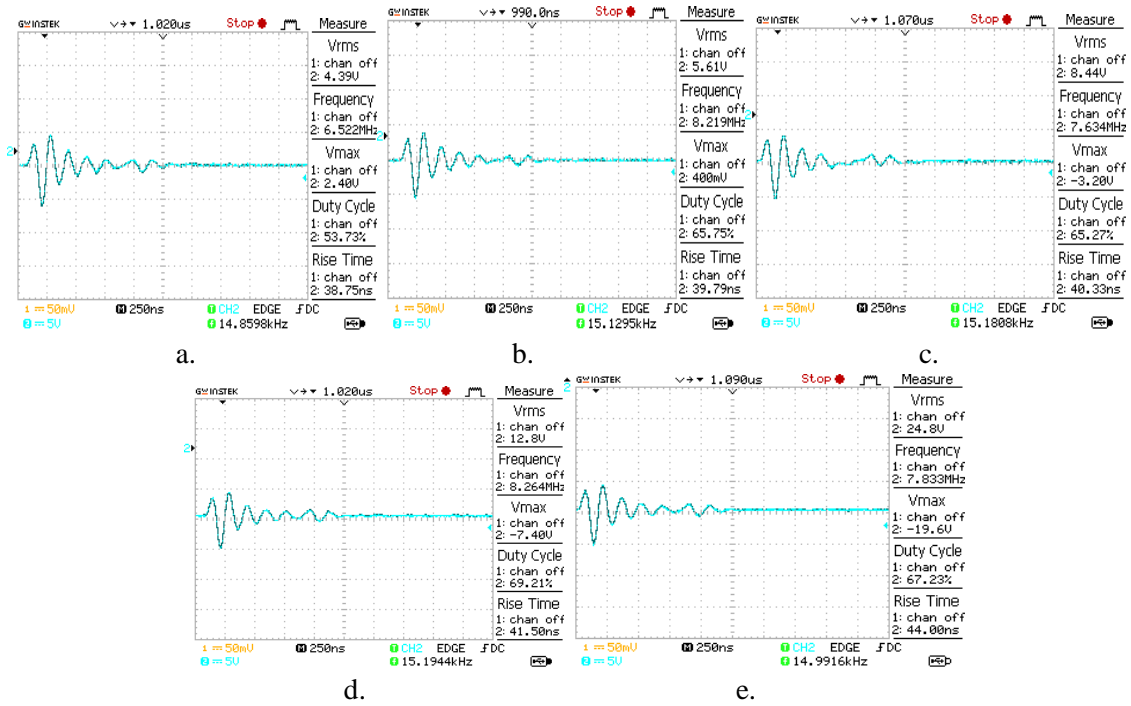 GW INSTEK 1.020us Stop Measure
Vrms
1: chan off
2: 4.39V
Frequency
1: chan off
2: 6.522MHz
Vmax
1: chan off
2: 2.40V
Duty Cycle
1: chan off
2: 53.73%
Rise Time
1: chan off
2: 38.75ns
2
1 50mV M 250ns T CH2 EDGE DC
2 5V f 14.8598kHz
a.
GW INSTEK 990.0ns Stop Measure
Vrms
1: chan off
2: 5.61V
Frequency
1: chan off
2: 8.219MHz
Vmax
1: chan off
2: 400mV
Duty Cycle
1: chan off
2: 65.75%
Rise Time
1: chan off
2: 39.79ns
2
1 50mV M 250ns T CH2 EDGE DC
2 5V f 15.1295kHz
b.
GW INSTEK 1.070us Stop Measure
Vrms
1: chan off
2: 8.44V
Frequency
1: chan off
2: 7.634MHz
Vmax
1: chan off
2: -3.20V
Duty Cycle
1: chan off
2: 65.27%
Rise Time
1: chan off
2: 40.33ns
2
1 50mV M 250ns T CH2 EDGE DC
2 5V f 15.1808kHz
c.
GW INSTEK 1.020us Stop Measure
Vrms
1: chan off
2: 12.8V
Frequency
1: chan off
2: 8.264MHz
Vmax
1: chan off
2: -7.40V
Duty Cycle
1: chan off
2: 69.21%
Rise Time
1: chan off
2: 41.50ns
2
1 50mV M 250ns T CH2 EDGE DC
2 5V f 15.1944kHz
d.
GW INSTEK 1.090us Stop Measure
Vrms
1: chan off
2: 24.8V
Frequency
1: chan off
2: 7.833MHz
Vmax
1: chan off
2: -19.6V
Duty Cycle
1: chan off
2: 67.23%
Rise Time
1: chan off
2: 44.00ns
2
1 50mV M 250ns T CH2 EDGE DC
2 5V f 14.9916kHz
e.